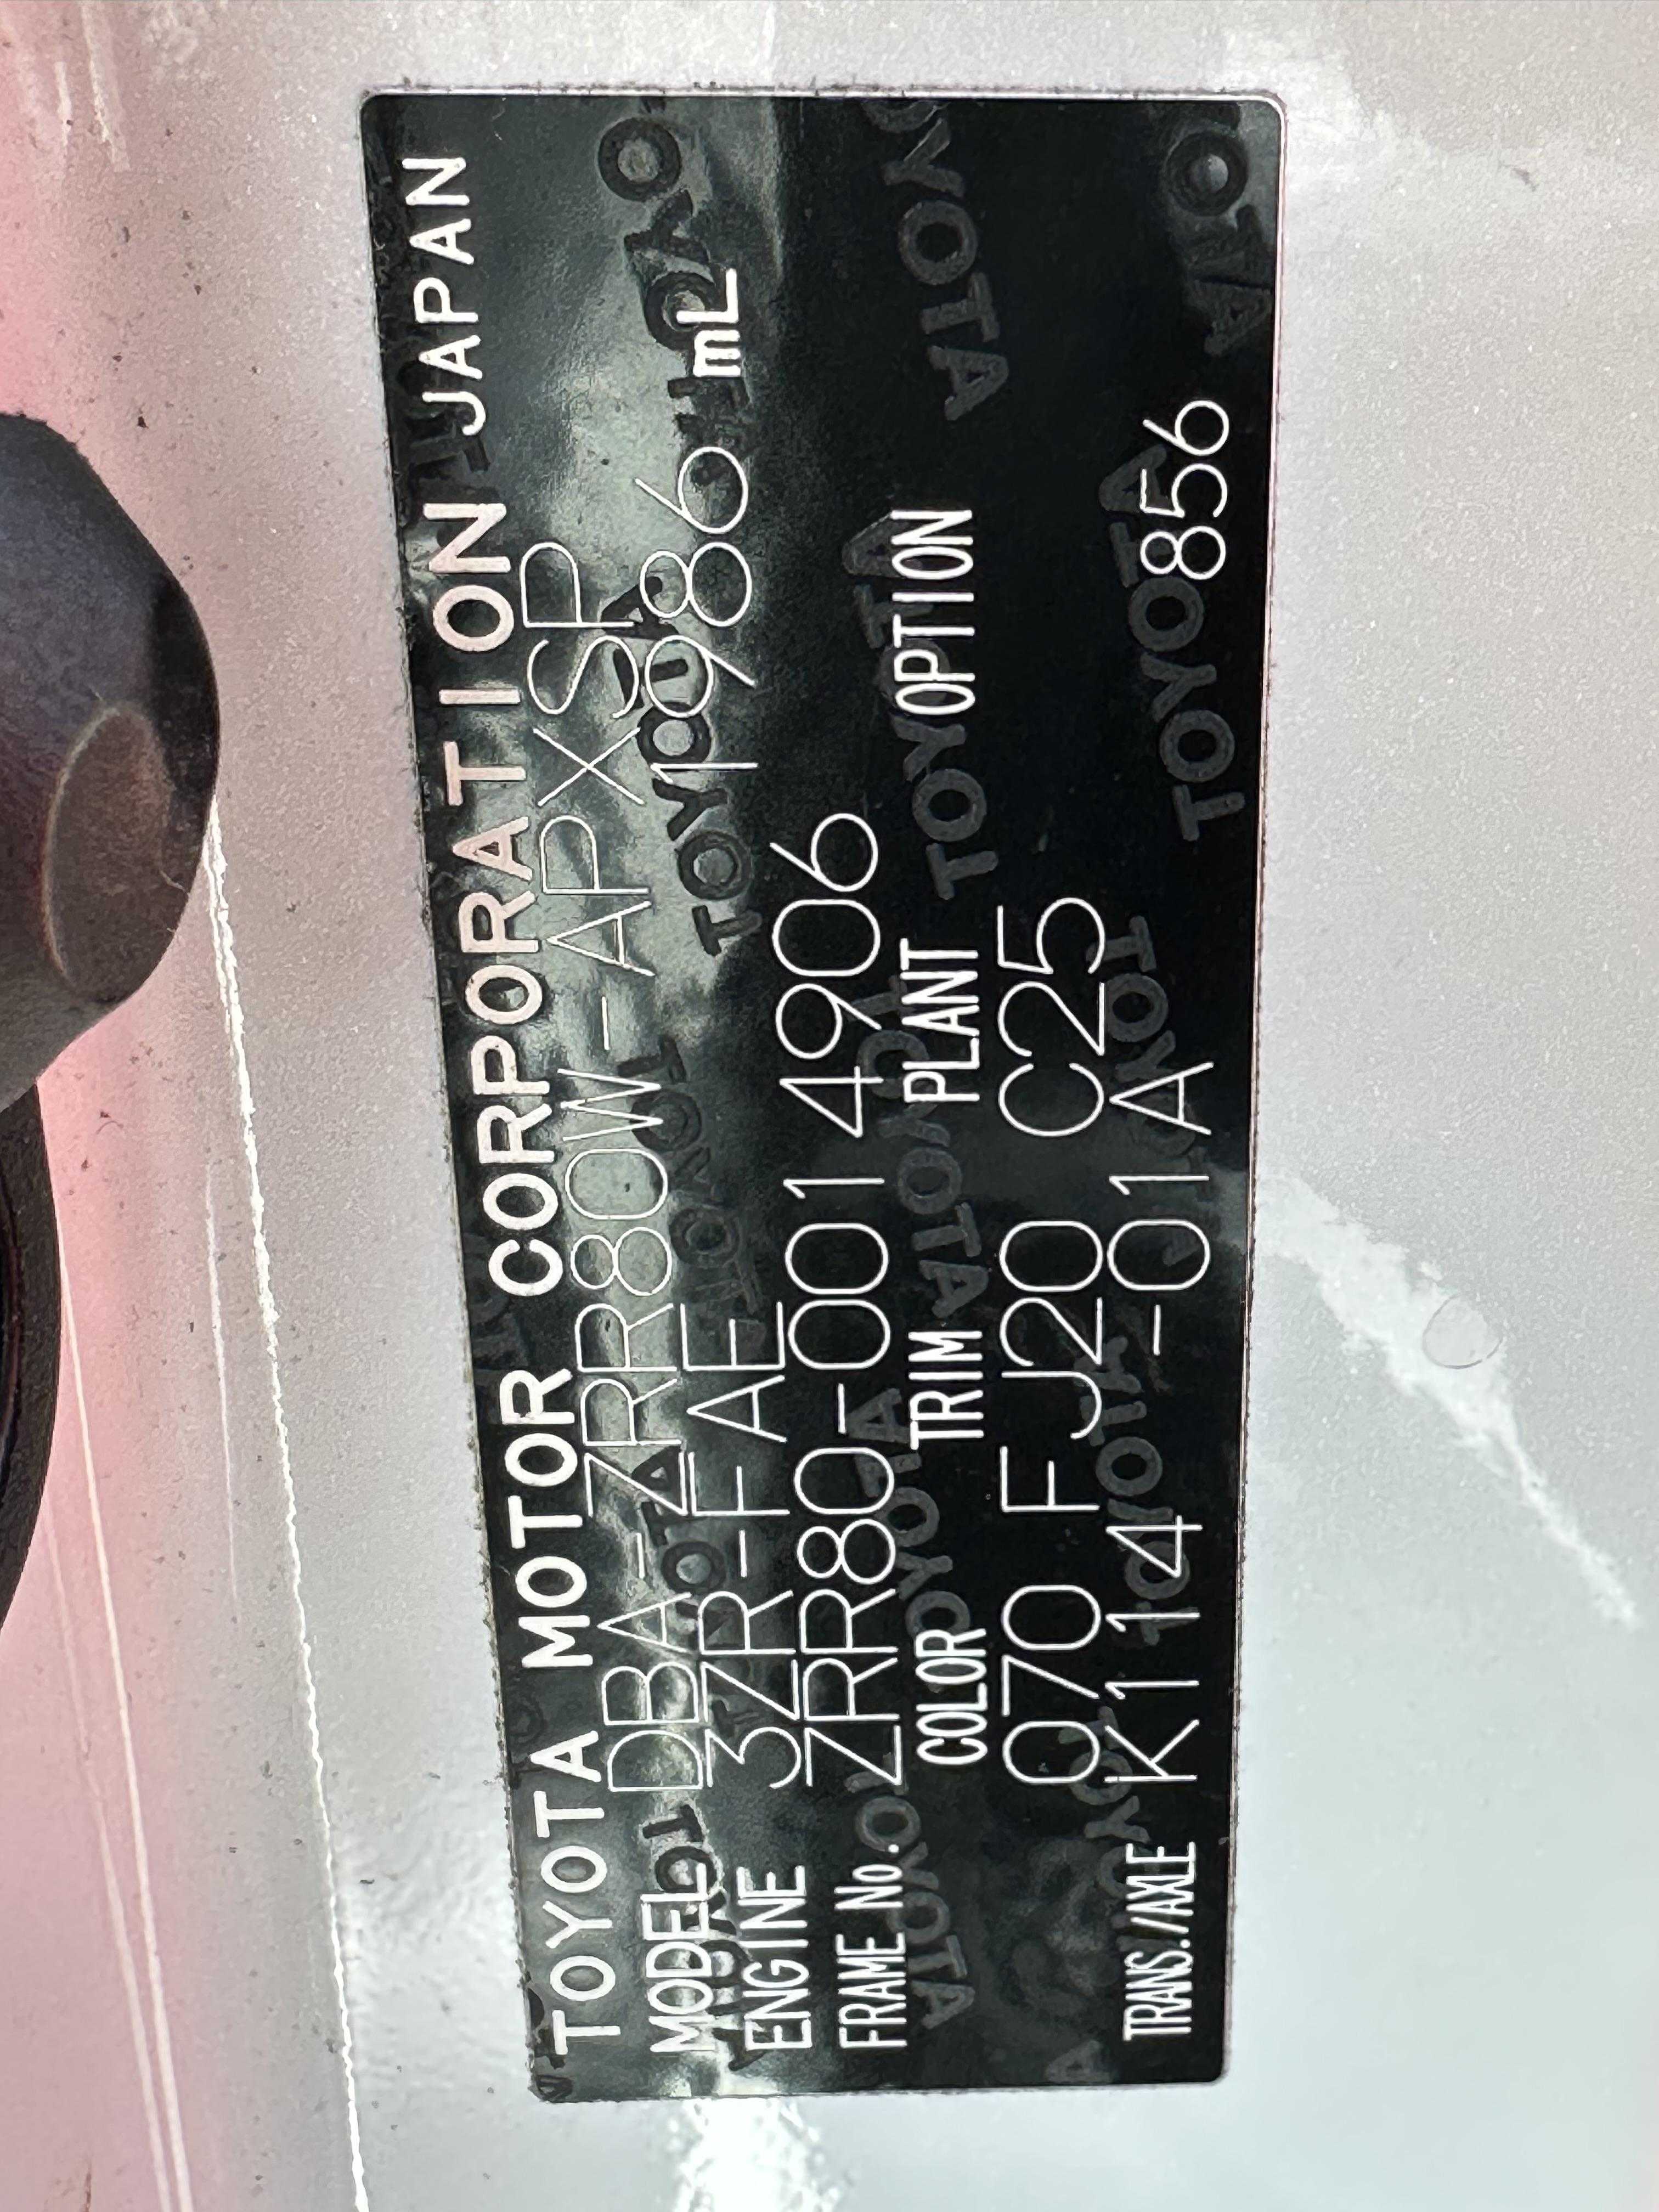 TOYOTA MOTOR CORPORATION JAPAN
MODEL DBA-ZRR80W-APXSP
ENGINE 3ZR-FAE 1986 mL
FRAME No. ZRR80-0014906
COLOR TRIM PLANT OPTION
070 FJ20 C25
TRANS./AXLE K114-01A 856